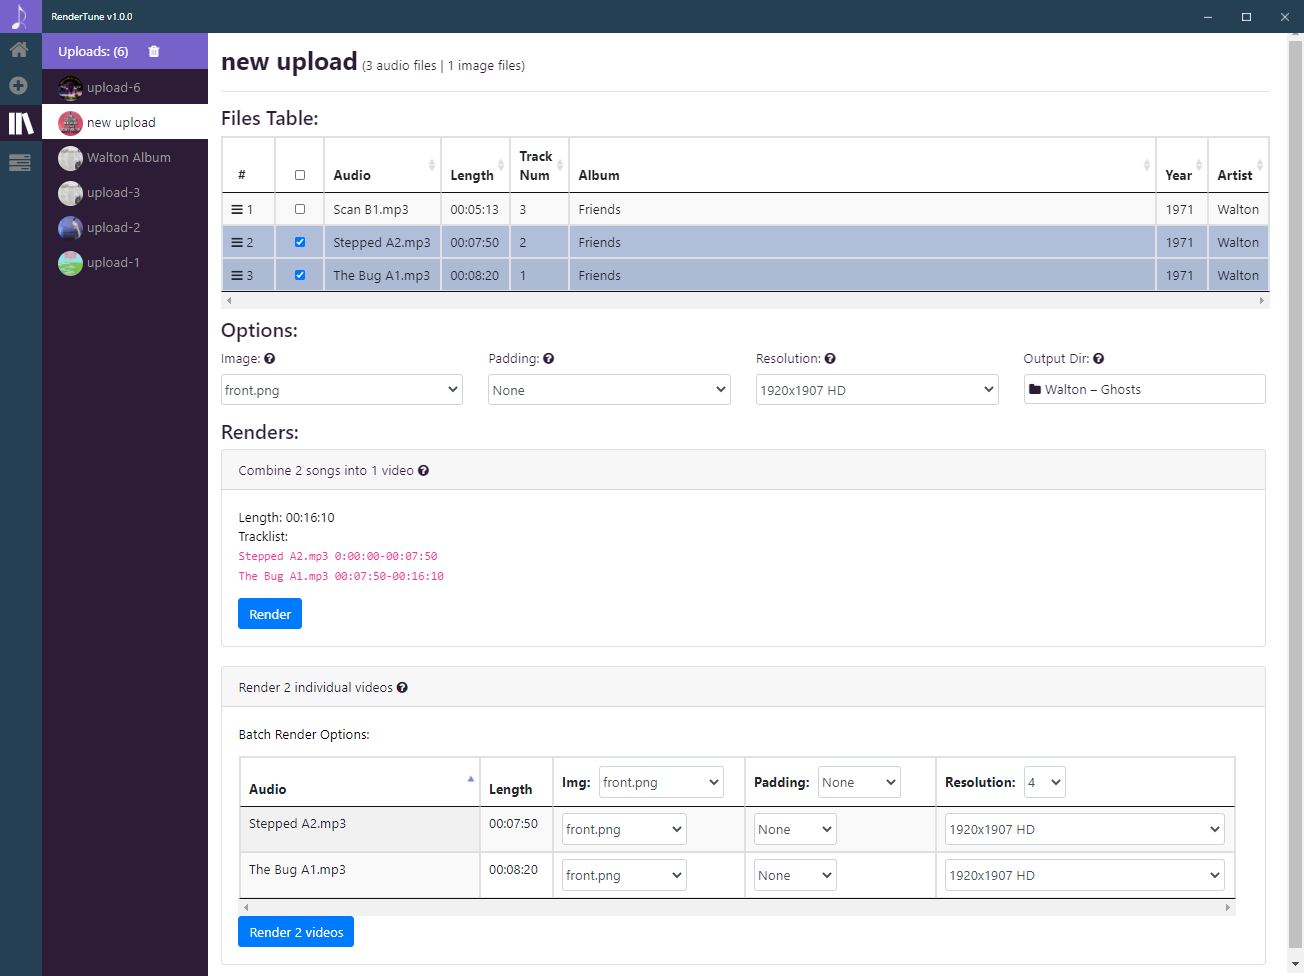 RenderTune v1.0.0
Uploads: (6)
upload-6
new upload
Walton Album
upload-3
upload-2
upload-1
new upload (3 audio files | 1 image files)
Files Table:
# Audio Length Track Num Album Year Artist
1 Scan B1.mp3 00:05:13 3 Friends 1971 Walton
2 Stepped A2.mp3 00:07:50 2 Friends 1971 Walton
3 The Bug A1.mp3 00:08:20 1 Friends 1971 Walton
Options:
Image: Padding: Resolution: Output Dir:
front.png None 1920x1907 HD Walton – Ghosts
Renders:
Combine 2 songs into 1 video
Length: 00:16:10
Tracklist:
Stepped A2.mp3 0:00:00-00:07:50
The Bug A1.mp3 00:07:50-00:16:10
Render
Render 2 individual videos
Batch Render Options:
Audio Length Img: front.png Padding: None Resolution: 4
Stepped A2.mp3 00:07:50 front.png None 1920x1907 HD
The Bug A1.mp3 00:08:20 front.png None 1920x1907 HD
Render 2 videos